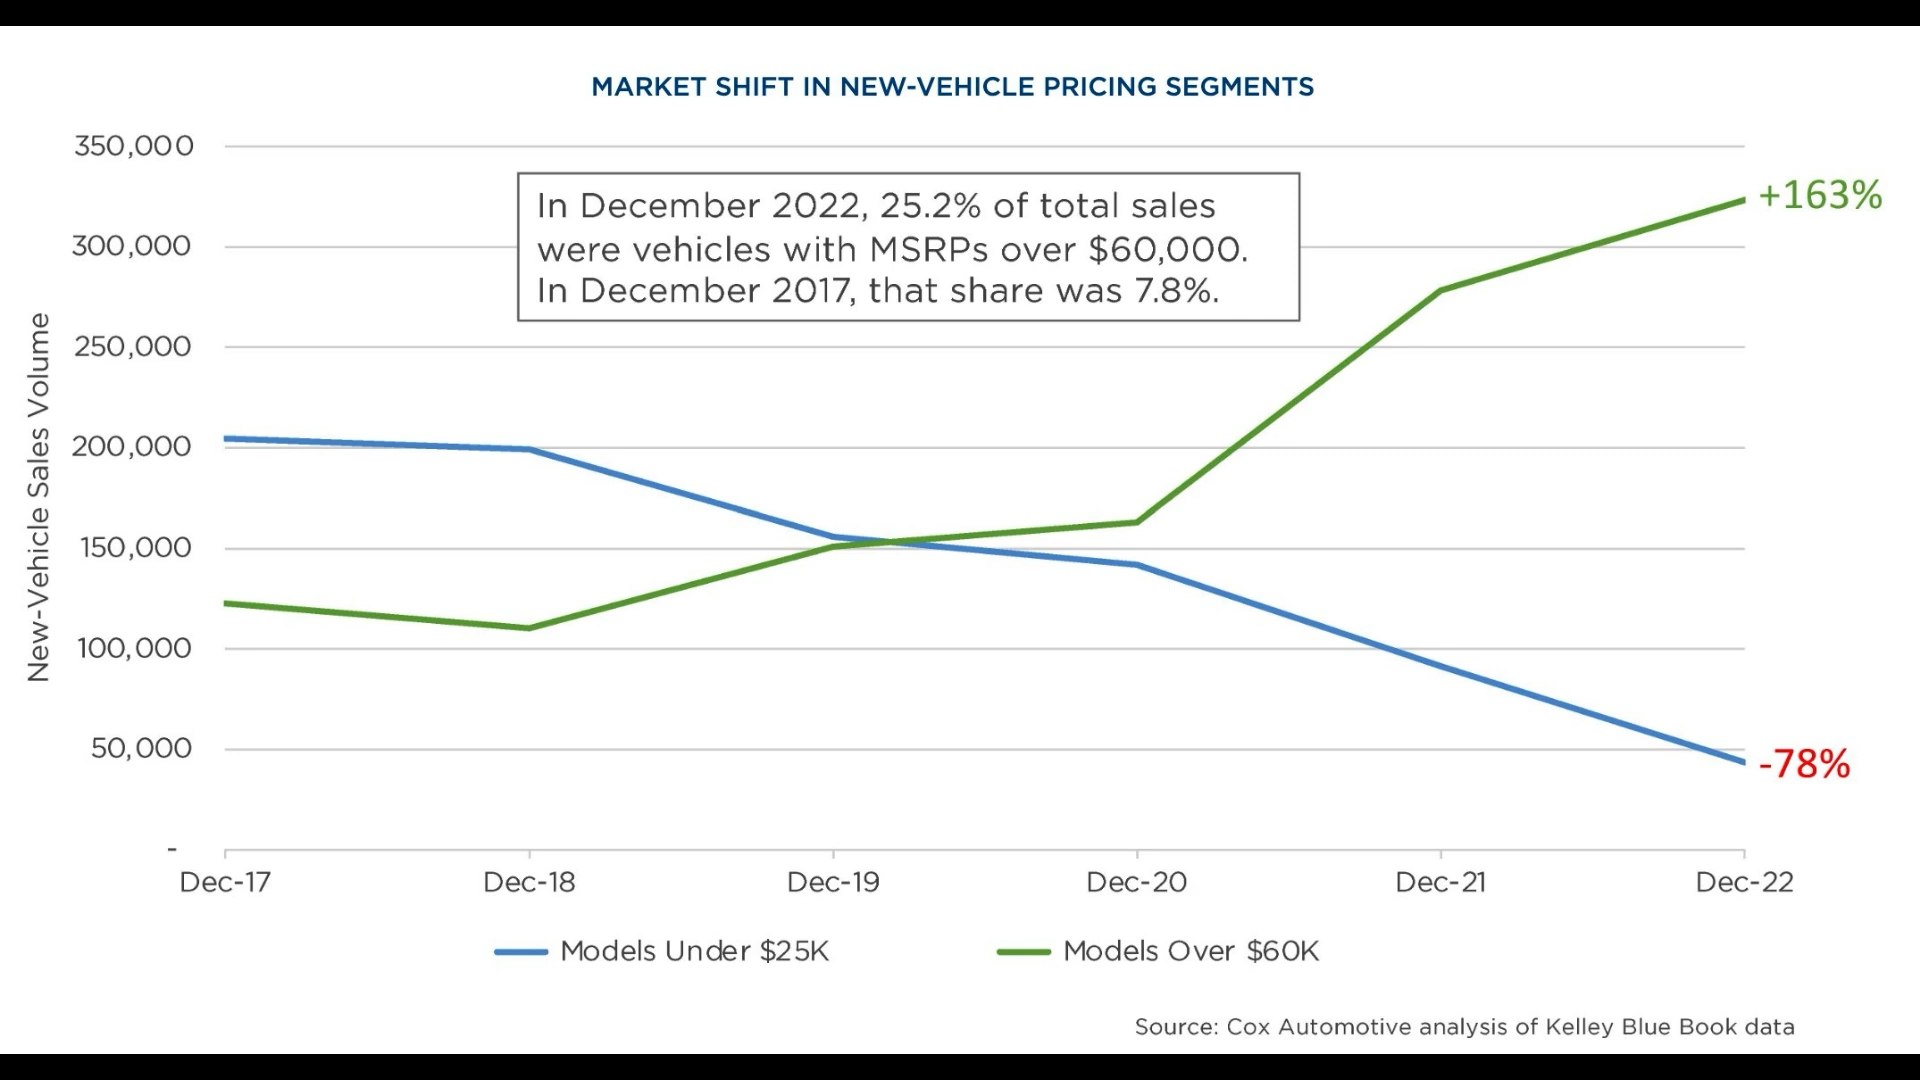 MARKET SHIFT IN NEW-VEHICLE PRICING SEGMENTS
350,000
300,000
250,000
200,000
150,000
100,000
50,000
-
New-Vehicle Sales Volume
In December 2022, 25.2% of total sales
were vehicles with MSRPs over $60,000.
In December 2017, that share was 7.8%.
+163%
-78%
Dec-17
Dec-18
Dec-19
Dec-20
Dec-21
Dec-22
Models Under $25K
Models Over $60K
Source: Cox Automotive analysis of Kelley Blue Book data